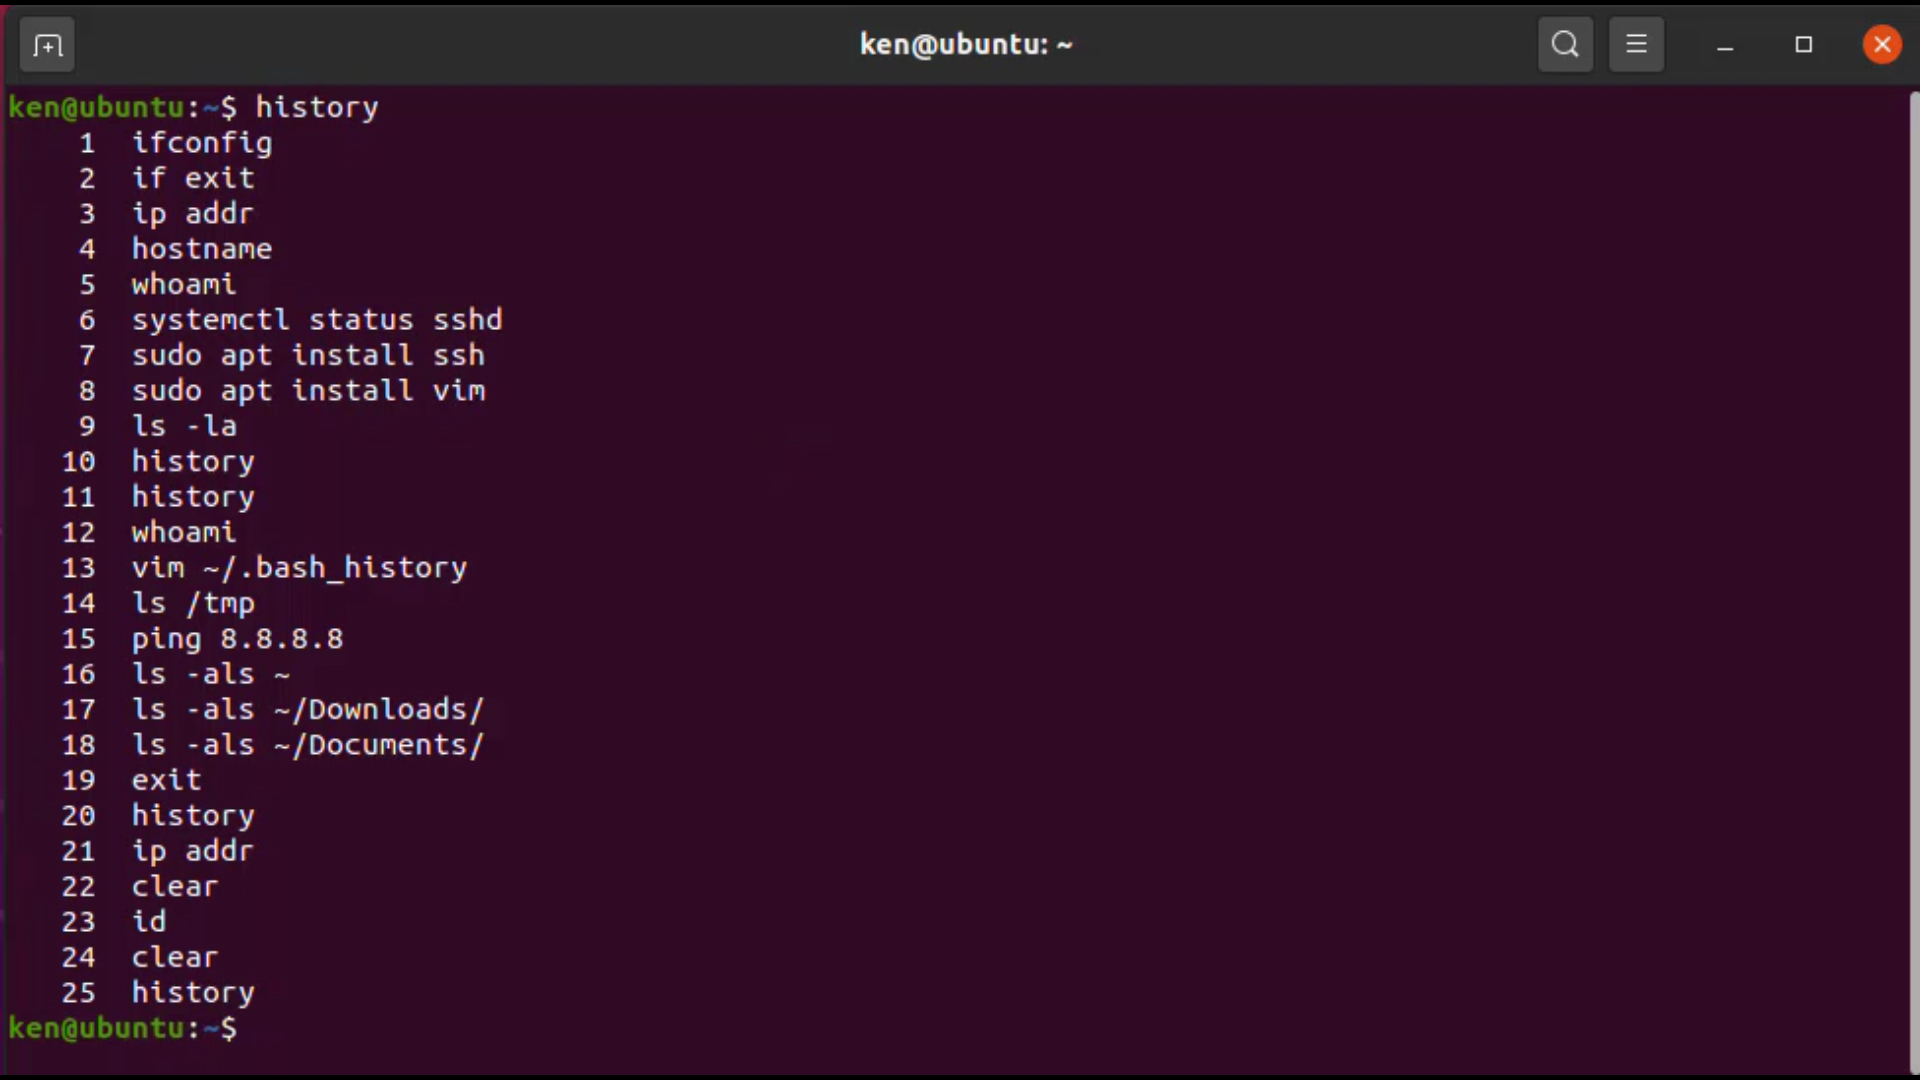 ken@ubuntu: ~
ken@ubuntu:~$ history
1 ifconfig
2 if exit
3 ip addr
4 hostname
5 whoami
6 systemctl status sshd
7 sudo apt install ssh
8 sudo apt install vim
9 ls -la
10 history
11 history
12 whoami
13 vim ~/.bash_history
14 ls /tmp
15 ping 8.8.8.8
16 ls -als ~
17 ls -als ~/Downloads/
18 ls -als ~/Documents/
19 exit
20 history
21 ip addr
22 clear
23 id
24 clear
25 history
ken@ubuntu:~$